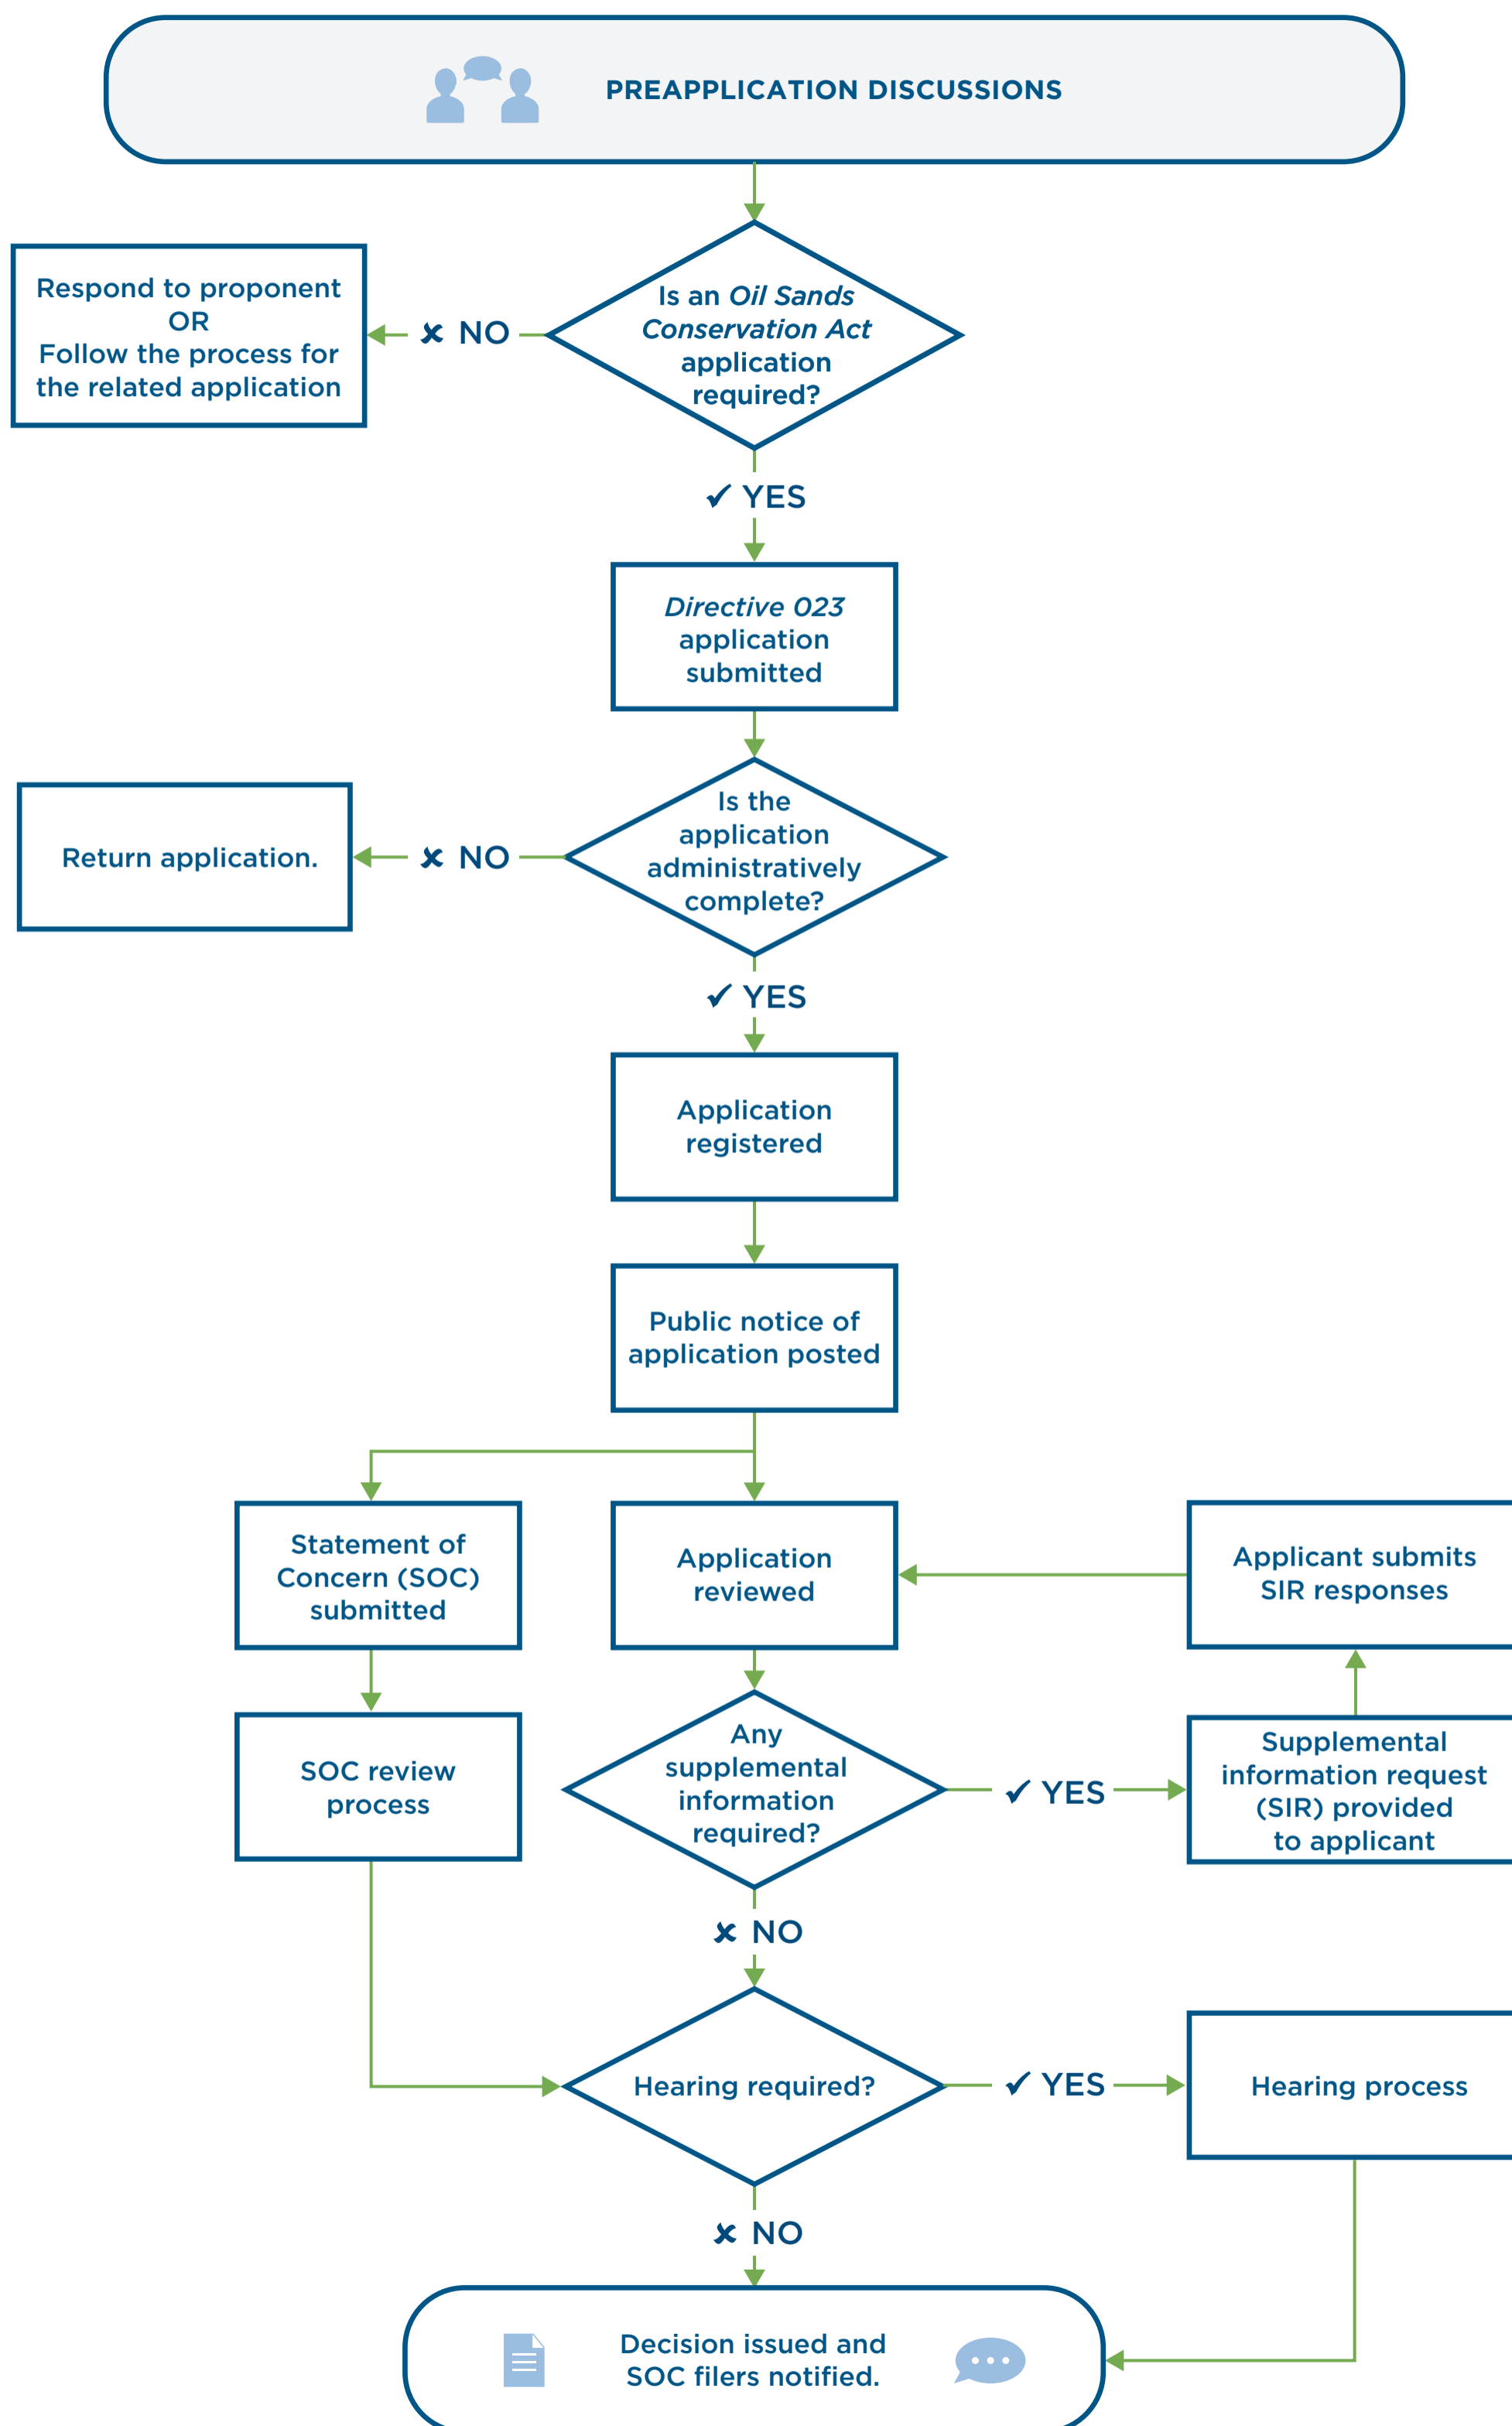 PREAPPLICATION DISCUSSIONS
Is an Oil Sands
Conservation Act
application
required?
NO
Respond to proponent
OR
Follow the process for
the related application
YES
Directive 023
application
submitted
Is the
application
administratively
complete?
NO
Return application.
YES
Application
registered
Public notice of
application posted
Statement of
Concern (SOC)
submitted
Application
reviewed
Applicant submits
SIR responses
SOC review
process
Any
supplemental
information
required?
YES
Supplemental
information request
(SIR) provided
to applicant
NO
Hearing required?
YES
Hearing process
NO
Decision issued and
SOC filers notified.